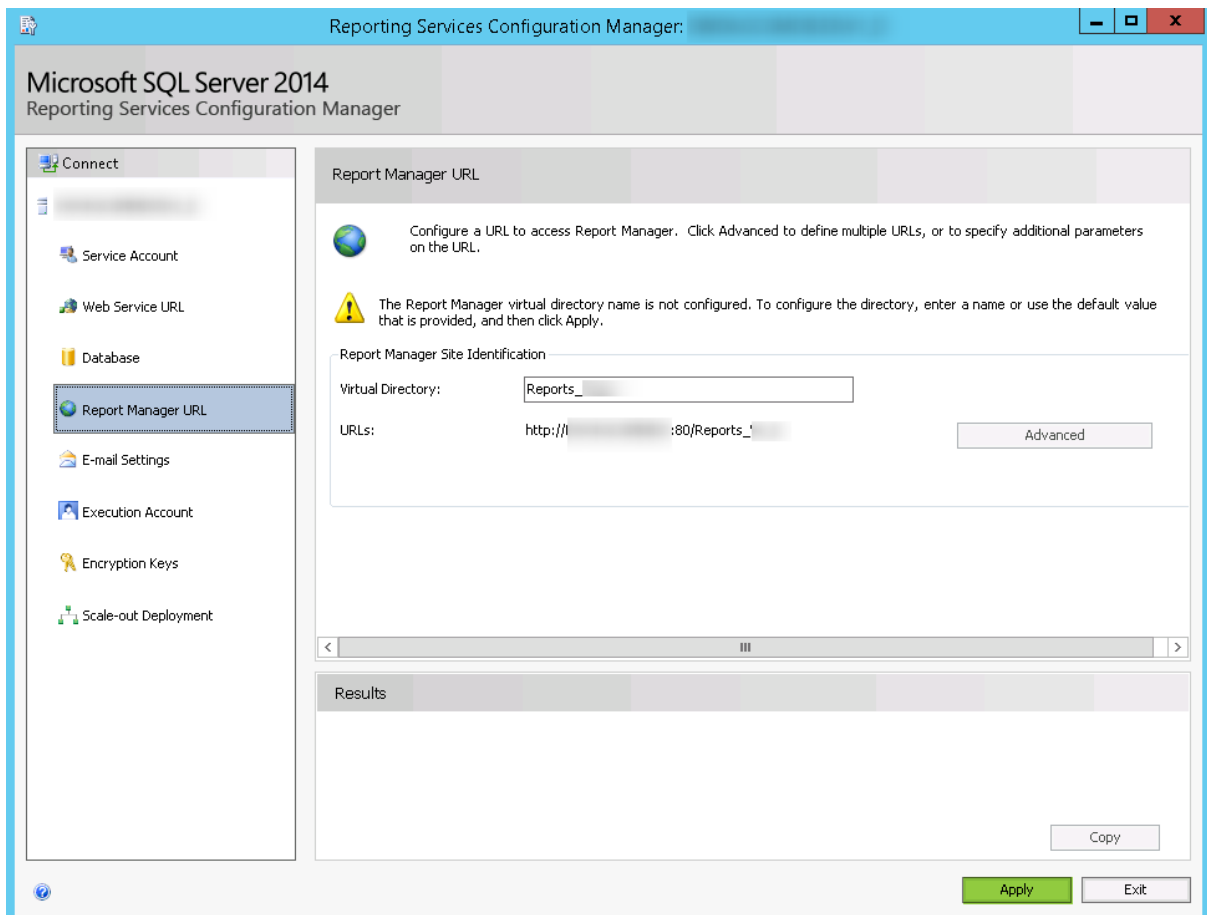 Reporting Services Configuration Manager:
Microsoft SQL Server 2014
Reporting Services Configuration Manager
Connect
Service Account
Web Service URL
Database
Report Manager URL
E-mail Settings
Execution Account
Encryption Keys
Scale-out Deployment
Report Manager URL
Configure a URL to access Report Manager. Click Advanced to define multiple URLs, or to specify additional parameters
on the URL.
The Report Manager virtual directory name is not configured. To configure the directory, enter a name or use the default value
that is provided, and then click Apply.
Report Manager Site Identification
Virtual Directory: Reports_
URLs: http:// :80/Reports_
Advanced
Results
Copy
Apply Exit